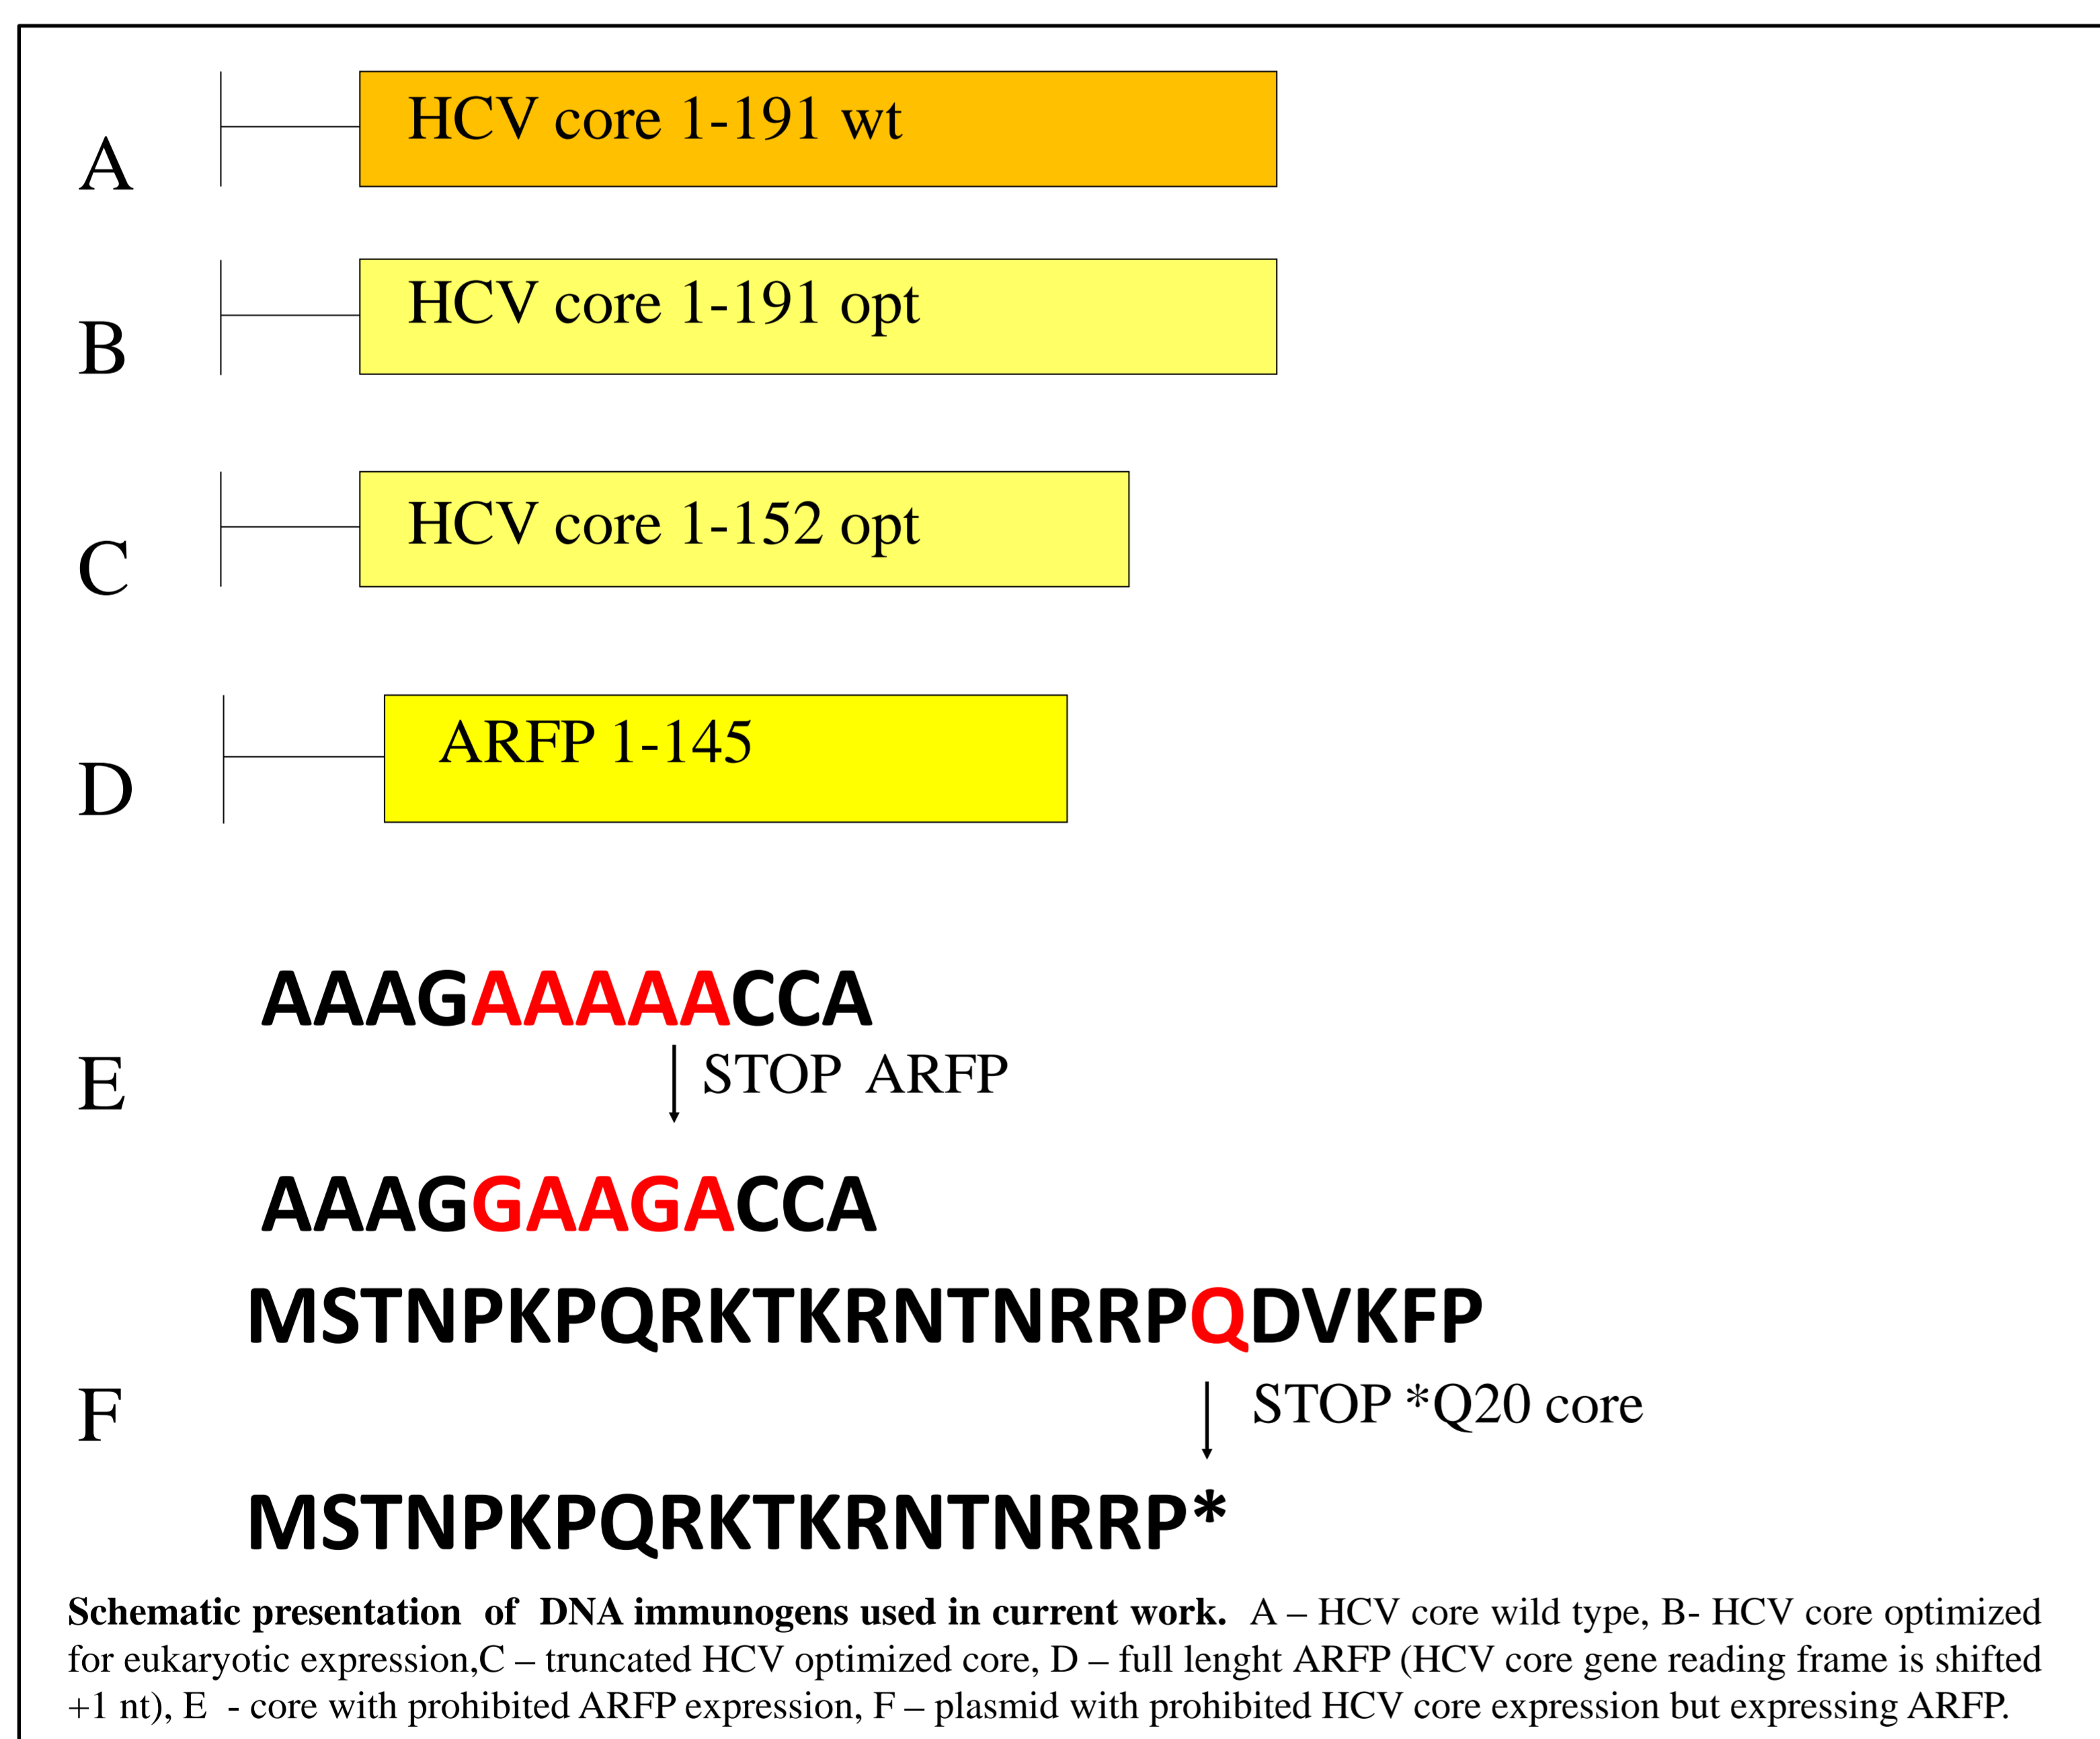 A
HCV core 1-191 wt
B
HCV core 1-191 opt
C
HCV core 1-152 opt
D
ARFP 1-145
AAAGAAAAACCA
E
STOP ARFP
AAAGGAAGACCA
MSTNPKPQRKTKRNTNRRPQDVKFP
F
STOP *Q20 core
MSTNPKPQRKTKRNTNRRP*
Schematic presentation of DNA immunogens used in current work. A – HCV core wild type, B- HCV core optimized
for eukaryotic expression,C – truncated HCV optimized core, D – full lenght ARFP (HCV core gene reading frame is shifted
+1 nt), E - core with prohibited ARFP expression, F – plasmid with prohibited HCV core expression but expressing ARFP.